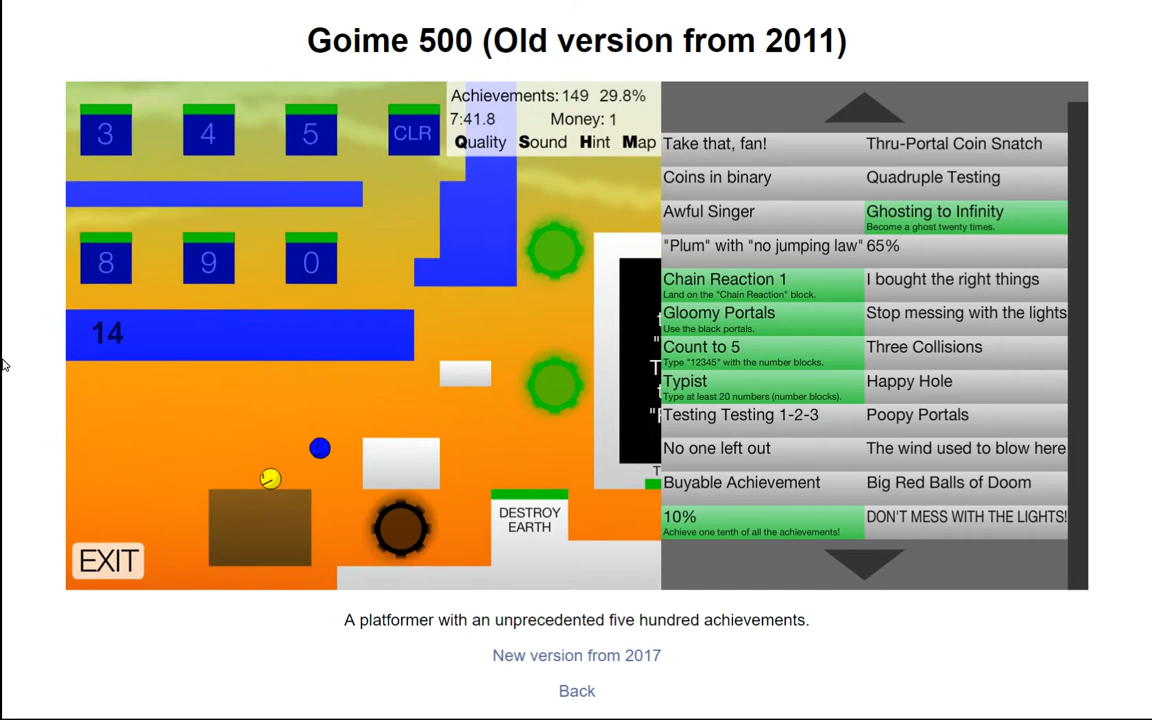 Goime 500 (Old version from 2011)
3 4 5 CLR
8 9 0
14
Achievements: 149 29.8%
7:41.8 Money: 1
Quality Sound Hint Map
DESTROY
EARTH
EXIT
Take that, fan! Thru-Portal Coin Snatch
Coins in binary Quadruple Testing
Awful Singer Ghosting to Infinity
Become a ghost twenty times.
"Plum" with "no jumping law" 65%
Chain Reaction 1 I bought the right things
Land on the "Chain Reaction" block.
Gloomy Portals Stop messing with the lights
Use the black portals.
Count to 5 Three Collisions
Type "12345" with the number blocks.
Typist Happy Hole
Type at least 20 numbers (number blocks).
Testing Testing 1-2-3 Poopy Portals
No one left out The wind used to blow here
Buyable Achievement Big Red Balls of Doom
10% DON'T MESS WITH THE LIGHTS!
Achieve one tenth of all the achievements!
A platformer with an unprecedented five hundred achievements.
New version from 2017
Back